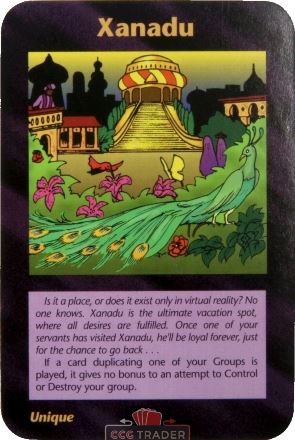 Xanadu
Is it a place, or does it exist only in virtual reality? No
one knows. Xanadu is the ultimate vacation spot,
where all desires are fulfilled. Once one of your
servants has visited Xanadu, he'll be loyal forever, just
for the chance to go back . . .
If a card duplicating one of your Groups is
played, it gives no bonus to an attempt to Control
or Destroy your group.
Unique
CCC TRADER